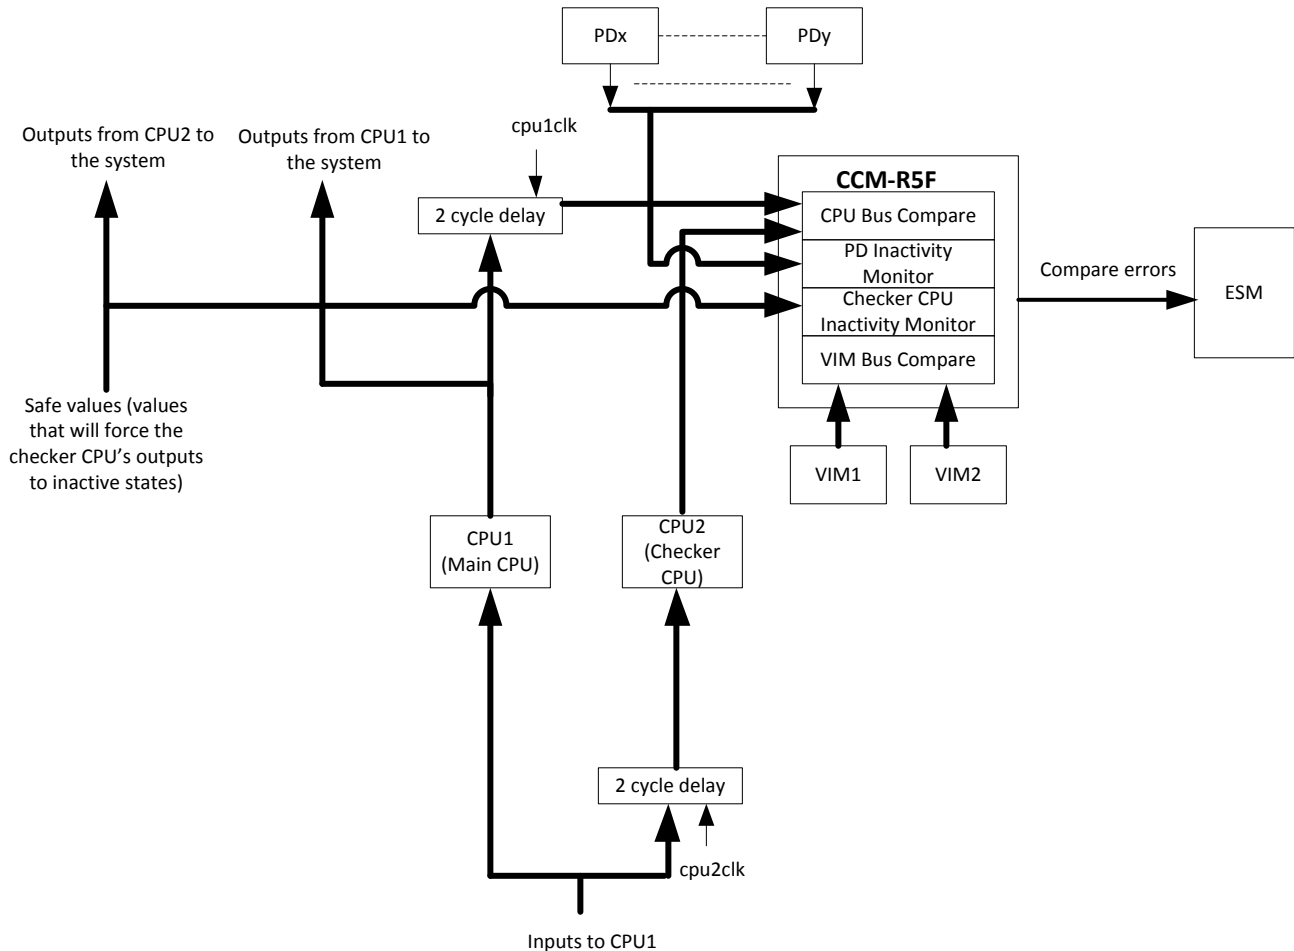 PDx
PDy
Outputs from CPU2 to
the system
Outputs from CPU1 to
the system
cpu1clk
2 cycle delay
CCM-R5F
CPU Bus Compare
PD Inactivity
Monitor
Checker CPU
Inactivity Monitor
VIM Bus Compare
Compare errors
ESM
Safe values (values
that will force the
checker CPU’s outputs
to inactive states)
VIM1
VIM2
CPU1
(Main CPU)
CPU2
(Checker
CPU)
2 cycle delay
cpu2clk
Inputs to CPU1